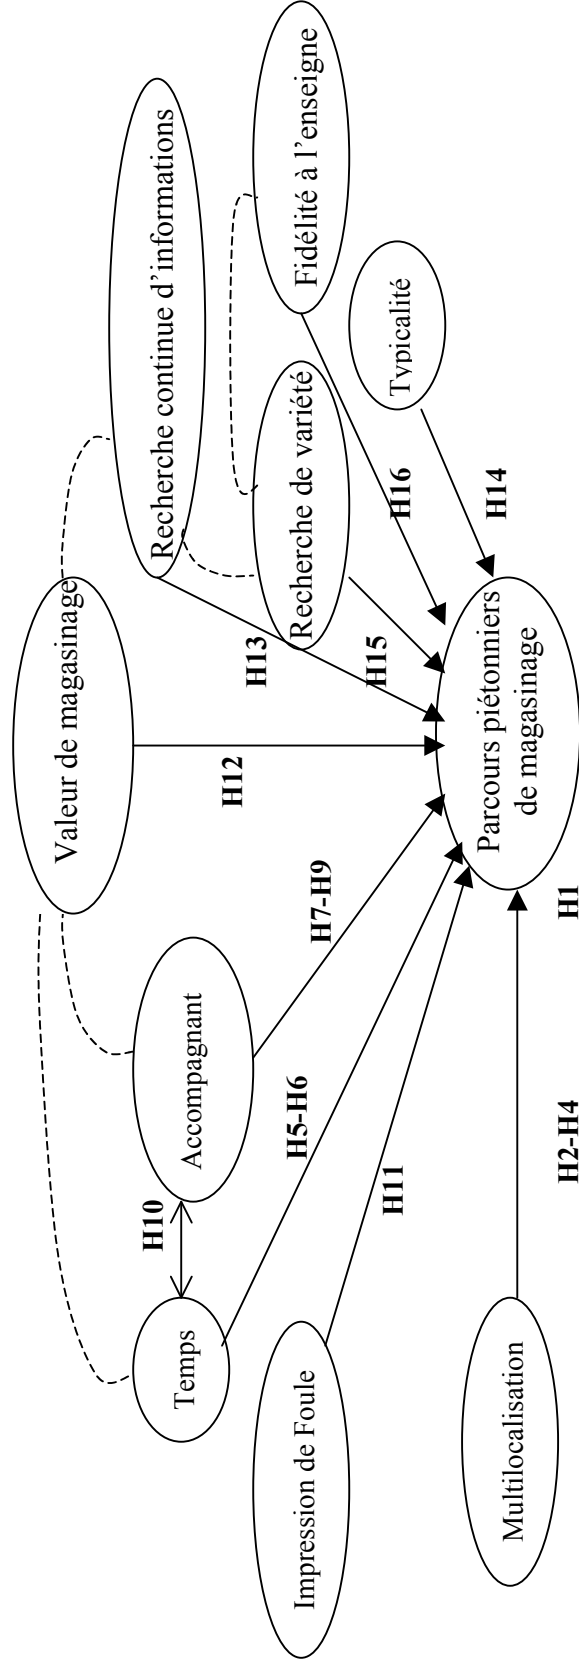 Valeur de magasinage
Recherche continue d'informations
Accompagnant
H10
Temps
Impression de Foule
Recherche de variété
Fidélité à l'enseigne
Typicalité
H12
H13
H7-H9
H5-H6
H11
H15
H16
H14
Multilocalisation
H2-H4
Parcours piétonniers
de magasinage
H1